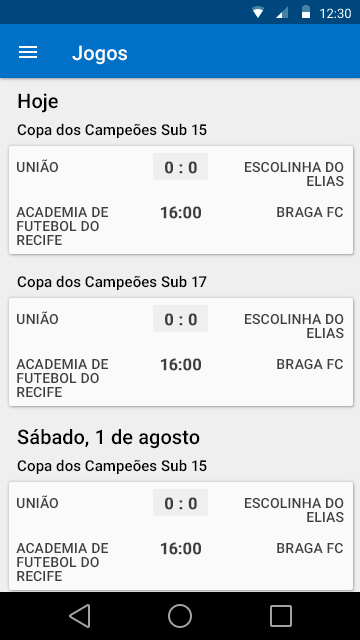 12:30
Jogos
Hoje
Copa dos Campeões Sub 15
UNIÃO 0 : 0 ESCOLINHA DO
ELIAS
ACADEMIA DE 16:00 BRAGA FC
FUTEBOL DO
RECIFE
Copa dos Campeões Sub 17
UNIÃO 0 : 0 ESCOLINHA DO
ELIAS
ACADEMIA DE 16:00 BRAGA FC
FUTEBOL DO
RECIFE
Sábado, 1 de agosto
Copa dos Campeões Sub 15
UNIÃO 0 : 0 ESCOLINHA DO
ELIAS
ACADEMIA DE 16:00 BRAGA FC
FUTEBOL DO
RECIFE